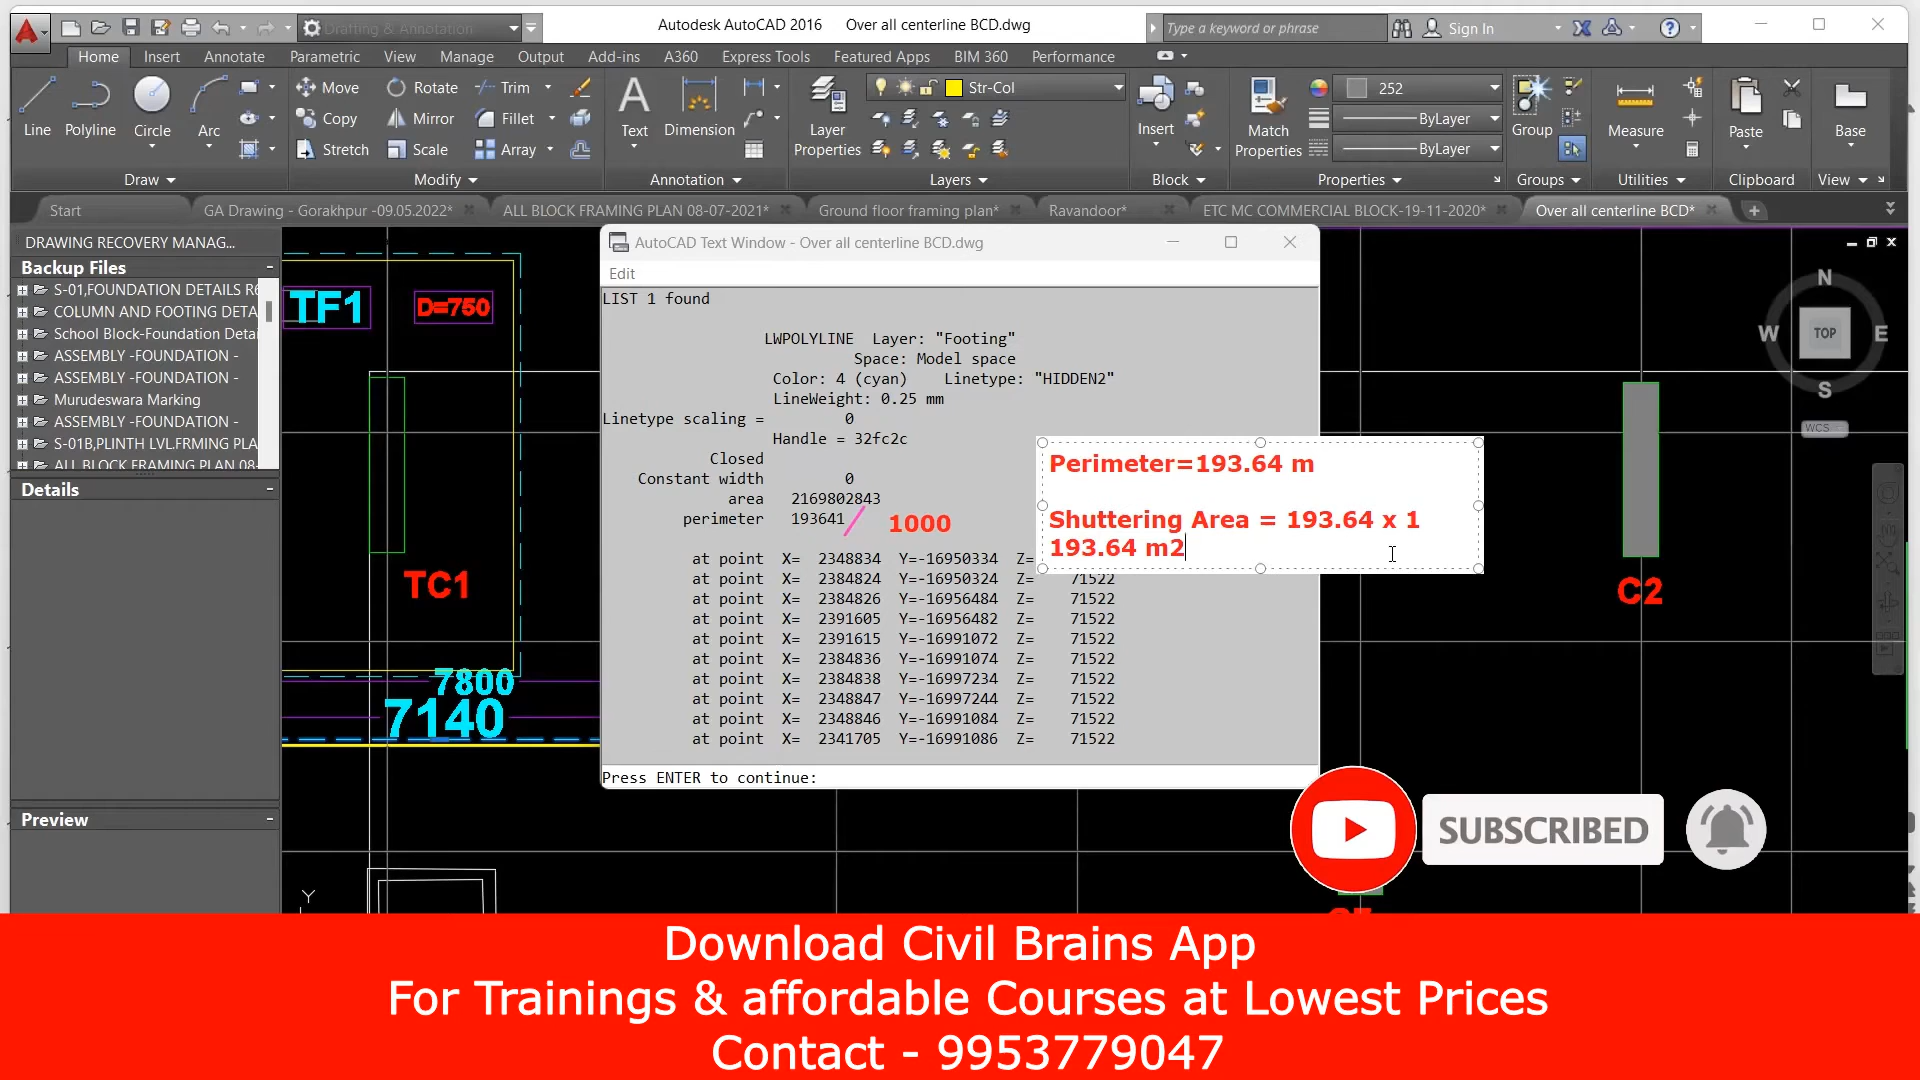 Drafting & Annotation
Autodesk AutoCAD 2016 Over all centerline BCD.dwg
Type a keyword or phrase
Sign In
Home Insert Annotate Parametric View Manage Output Add-ins A360 Express Tools Featured Apps BIM 360 Performance
Line Polyline Circle Arc
Move Rotate Trim
Copy Mirror Fillet
Stretch Scale Array
Text Dimension
Layer
Properties
Str-Col
Insert
Match
Properties
252
ByLayer
ByLayer
Group
Measure
Paste
Base
Draw Modify Annotation Layers Block Properties Groups Utilities Clipboard View
Start GA Drawing - Gorakhpur -09.05.2022* ALL BLOCK FRAMING PLAN 08-07-2021* Ground floor framing plan* Ravandoor* ETC MC COMMERCIAL BLOCK-19-11-2020* Over all centerline BCD*
DRAWING RECOVERY MANAG...
Backup Files
S-01,FOUNDATION DETAILS R6
COLUMN AND FOOTING DETA
School Block-Foundation Detai
ASSEMBLY -FOUNDATION -
ASSEMBLY -FOUNDATION -
Murudeswara Marking
ASSEMBLY -FOUNDATION -
S-01B,PLINTH LVL.FRMING PLA
ALL BLOCK FRAMING PLAN 08-
Details
Preview
TF1
D=750
TC1
7800
7140
Y
AutoCAD Text Window - Over all centerline BCD.dwg
Edit
LIST 1 found
LWPOLYLINE Layer: "Footing"
Space: Model space
Color: 4 (cyan) Linetype: "HIDDEN2"
LineWeight: 0.25 mm
Linetype scaling = 0
Handle = 32fc2c
Closed
Constant width 0
area 2169802843
perimeter 193641
1000
at point X= 2348834 Y=-16950334 Z=
at point X= 2384824 Y=-16950324 Z= 71522
at point X= 2384826 Y=-16956484 Z= 71522
at point X= 2391605 Y=-16956482 Z= 71522
at point X= 2391615 Y=-16991072 Z= 71522
at point X= 2384836 Y=-16991074 Z= 71522
at point X= 2384838 Y=-16997234 Z= 71522
at point X= 2348847 Y=-16997244 Z= 71522
at point X= 2348846 Y=-16991084 Z= 71522
at point X= 2341705 Y=-16991086 Z= 71522
Press ENTER to continue:
Perimeter=193.64 m
Shuttering Area = 193.64 x 1
193.64 m2
N
W TOP E
S
WCS
C2
SUBSCRIBED
Download Civil Brains App
For Trainings & affordable Courses at Lowest Prices
Contact - 9953779047